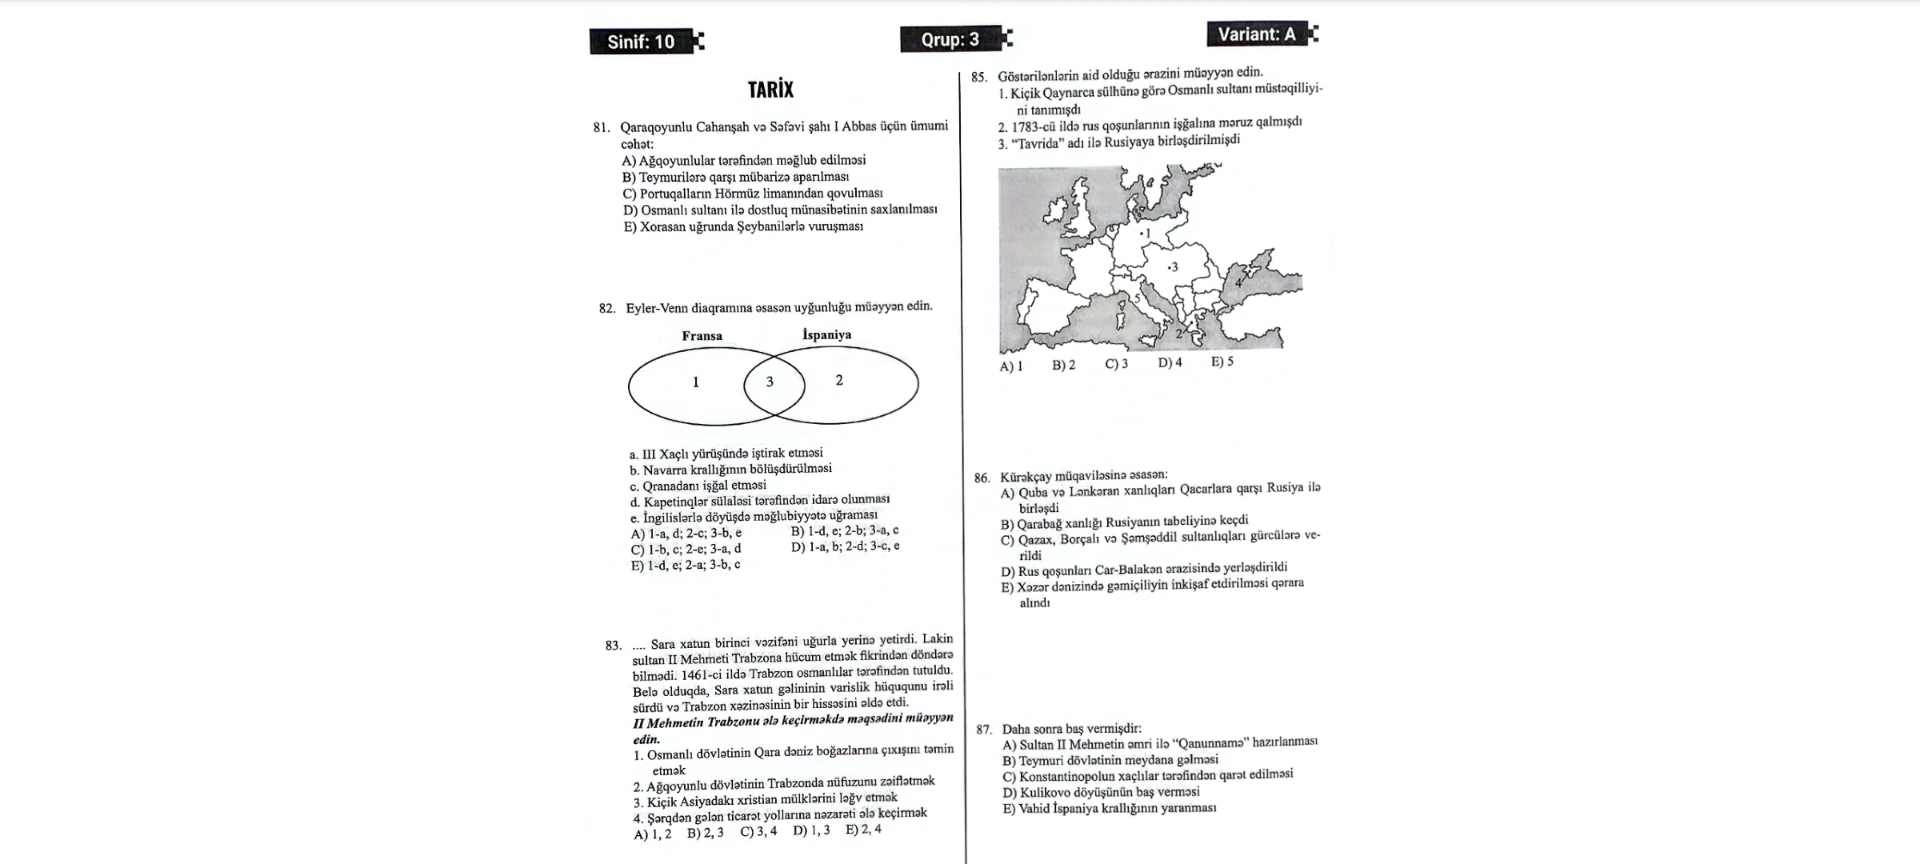 Sinif: 10
Qrup: 3
Variant: A
TARİX
81. Qaraqoyunlu Cahanşah və Səfəvi şahı I Abbas üçün ümumi
cəhət:
A) Ağqoyunlular tərəfindən məğlub edilməsi
B) Teymurilərə qarşı mübarizə aparılması
C) Portuqalların Hörmüz limanından qovulması
D) Osmanlı sultanı ilə dostluq münasibətinin saxlanılması
E) Xorasan uğrunda Şeybanilərlə vuruşması
82. Eyler-Venn diaqramına əsasən uyğunluğu müəyyən edin.
Fransa İspaniya
1 3 2
a. III Xaçlı yürüşündə iştirak etməsi
b. Navarra krallığının bölüşdürülməsi
c. Qranadanı işğal etməsi
d. Kapetinqlər sülaləsi tərəfindən idarə olunması
e. İngilislərlə döyüşdə məğlubiyyətə uğraması
A) 1-a, d; 2-c; 3-b, e B) 1-d, e; 2-b; 3-a, c
C) 1-b, c; 2-e; 3-a, d D) 1-a, b; 2-d; 3-c, e
E) 1-d, e; 2-a; 3-b, c
83. .... Sara xatun birinci vəzifəni uğurla yerinə yetirdi. Lakin
sultan II Mehmeti Trabzona hücum etmək fikrindən döndərə
bilmədi. 1461-ci ildə Trabzon osmanlılar tərəfindən tutuldu.
Belə olduqda, Sara xatun gəlininin varislik hüququnu irəli
sürdü və Trabzon xəzinəsinin bir hissəsini əldə etdi.
II Mehmetin Trabzonu ələ keçirməkdə məqsədini müəyyən
edin.
1. Osmanlı dövlətinin Qara dəniz boğazlarına çıxışını təmin
etmək
2. Ağqoyunlu dövlətinin Trabzonda nüfuzunu zəiflətmək
3. Kiçik Asiyadakı xristian mülklərini ləğv etmək
4. Şərqdən gələn ticarət yollarına nəzarəti ələ keçirmək
A) 1, 2 B) 2, 3 C) 3, 4 D) 1, 3 E) 2, 4
85. Göstərilənlərin aid olduğu ərazini müəyyən edin.
1. Kiçik Qaynarca sülhünə görə Osmanlı sultanı müstəqilliyi-
ni tanımışdı
2. 1783-cü ildə rus qoşunlarının işğalına məruz qalmışdı
3. “Tavrida” adı ilə Rusiyaya birləşdirilmişdi
1
3
4
5
2
A) 1 B) 2 C) 3 D) 4 E) 5
86. Kürəkçay müqaviləsinə əsasən:
A) Quba və Lənkəran xanlıqları Qacarlara qarşı Rusiya ilə
birləşdi
B) Qarabağ xanlığı Rusiyanın tabeliyinə keçdi
C) Qazax, Borçalı və Şəmşəddil sultanlıqları gürcülərə ve-
rildi
D) Rus qoşunları Car-Balakən ərazisində yerləşdirildi
E) Xəzər dənizində gəmiçiliyin inkişaf etdirilməsi qərara
alındı
87. Daha sonra baş vermişdir:
A) Sultan II Mehmetin əmri ilə “Qanunnamə” hazırlanması
B) Teymuri dövlətinin meydana gəlməsi
C) Konstantinopolun xaçlılar tərəfindən qarət edilməsi
D) Kulikovo döyüşünün baş verməsi
E) Vahid İspaniya krallığının yaranması